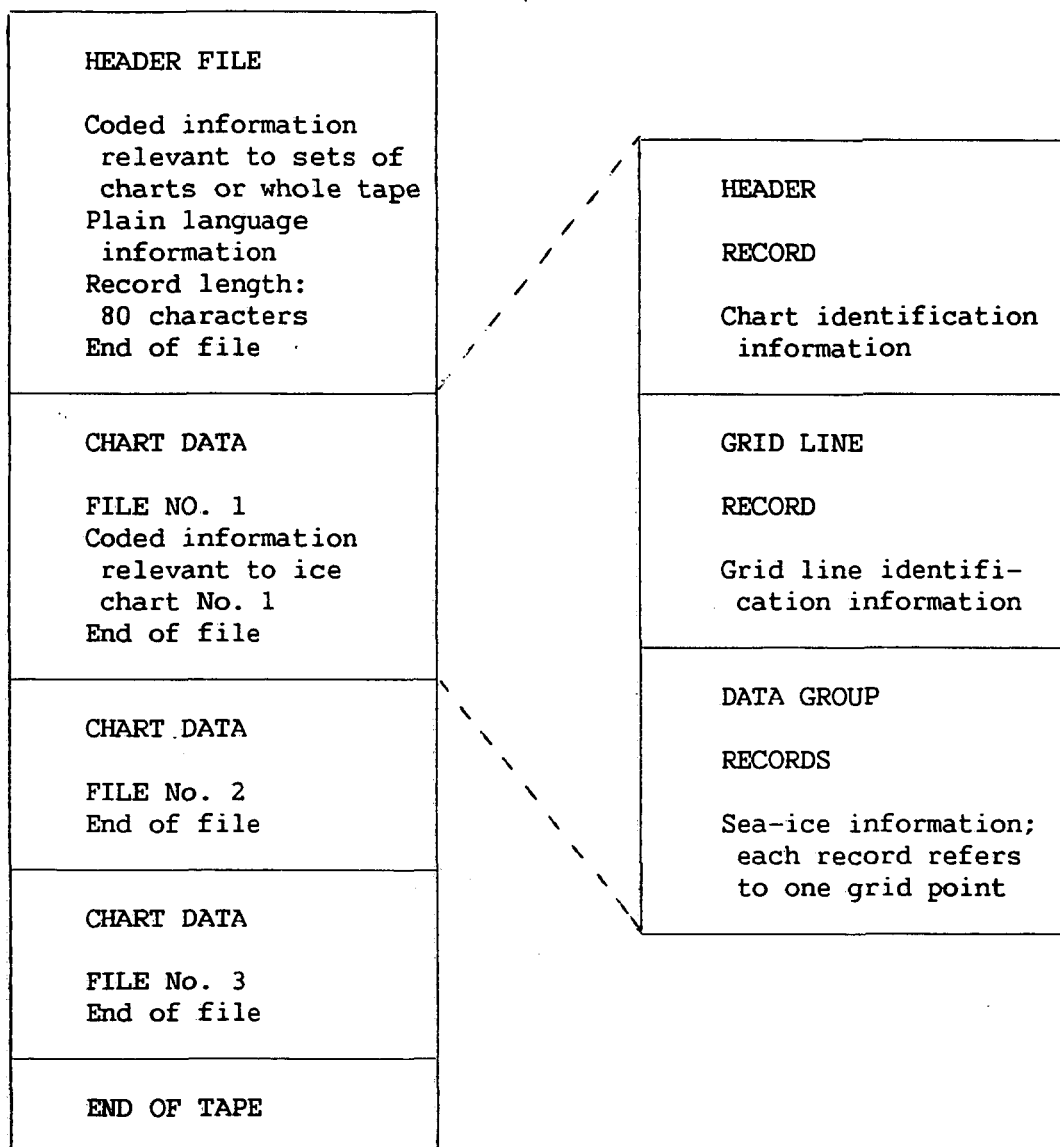 HEADER FILE
Coded information
relevant to sets of
charts or whole tape
Plain language
information
Record length:
80 characters
End of file
CHART DATA
FILE NO. 1
Coded information
relevant to ice
chart No. 1
End of file
CHART DATA
FILE No. 2
End of file
CHART DATA
FILE No. 3
End of file
END OF TAPE
HEADER
RECORD
Chart identification
information
GRID LINE
RECORD
Grid line identifi-
cation information
DATA GROUP
RECORDS
Sea-ice information;
each record refers
to one grid point